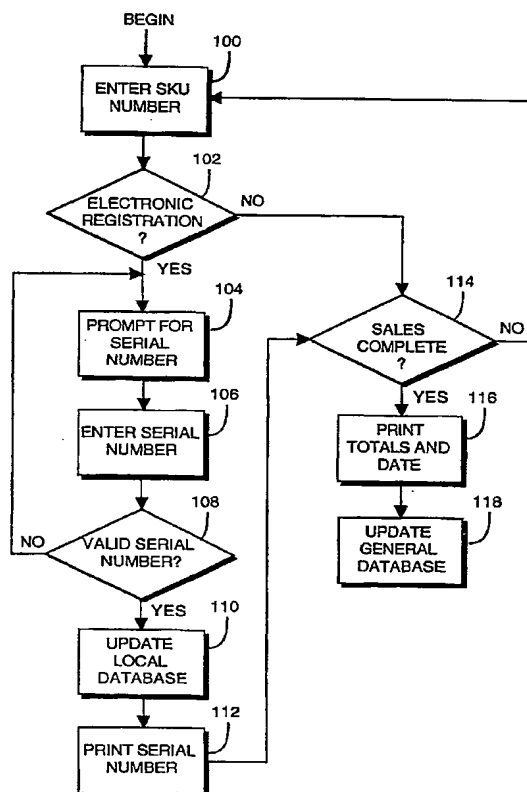 BEGIN
100
ENTER SKU
NUMBER
102
ELECTRONIC
REGISTRATION
?
NO
YES
104
PROMPT FOR
SERIAL
NUMBER
114
SALES
COMPLETE
?
NO
YES
106
ENTER SERIAL
NUMBER
116
PRINT
TOTALS AND
DATE
108
VALID SERIAL
NUMBER?
NO
YES
118
UPDATE
GENERAL
DATABASE
110
UPDATE
LOCAL
DATABASE
112
PRINT SERIAL
NUMBER